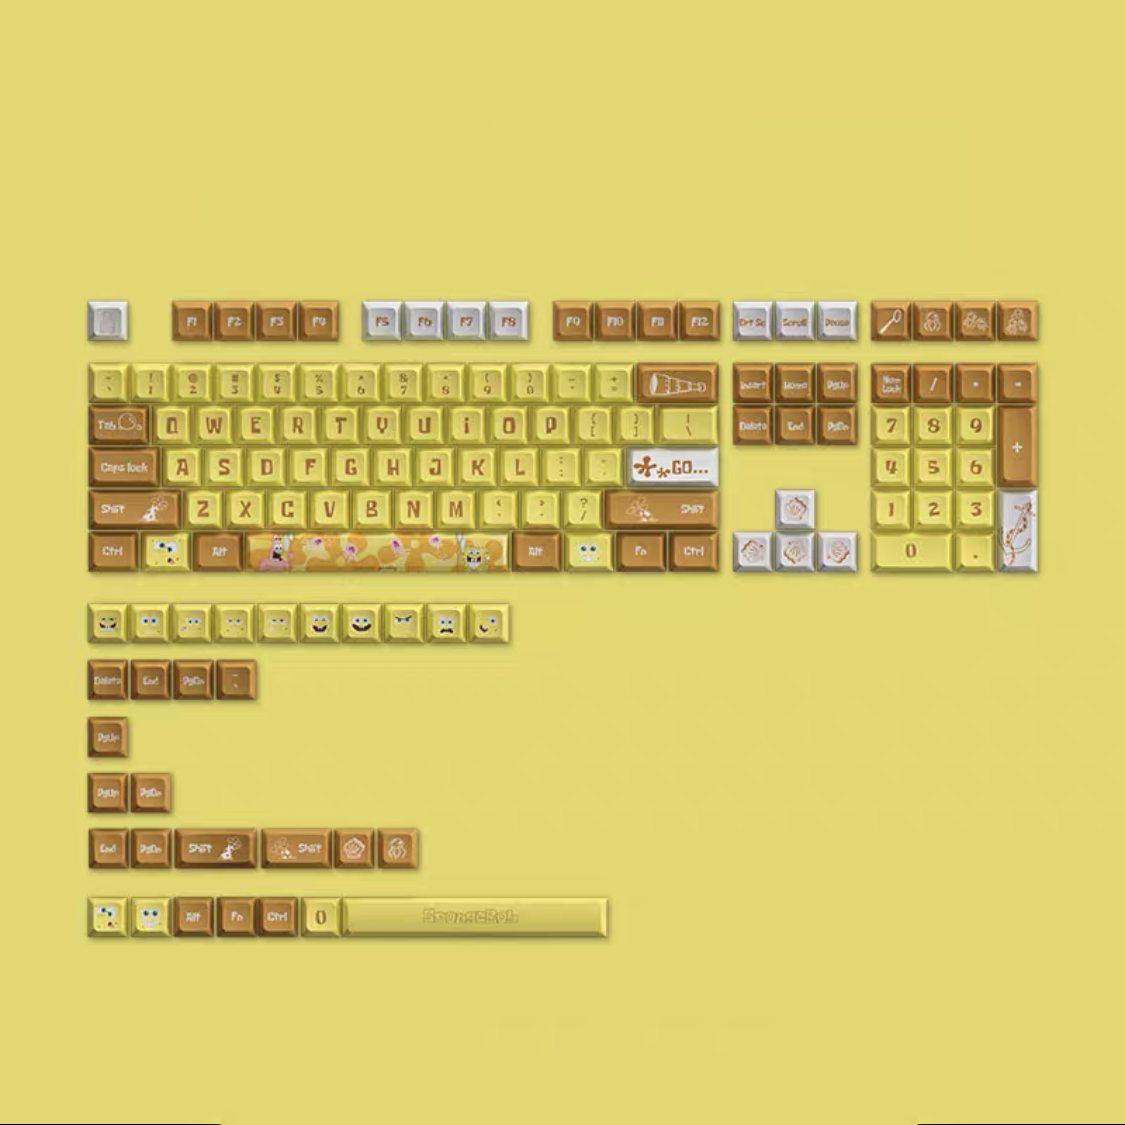 F1 F2 F3 F4 F5 F6 F7 F8 F9 F10 F11 F12 Prt Sc Scroll Pause
~ ! @ # $ % ^ & * ( ) - +
` 1 2 3 4 5 6 7 8 9 0 - =
Insert Home PgUp Num Lock / * -
Tab Q W E R T Y U i O P { [ } ] | \ Delete End PgDn 7 8 9 +
Caps lock A S D F G H J K L : ; " ' GO... 4 5 6
Shift Z X C V B N M , . ? / Shift 1 2 3
Ctrl Alt Alt Fn Ctrl 0 .
Delete End PgDn ~ `
PgUp
PgUp PgDn
End PgDn Shift Shift
Alt Fn Ctrl 0 SpongeBob